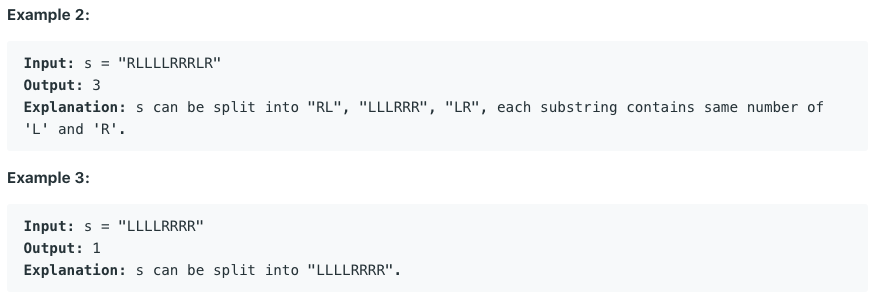 Example 2:
Input: s = "RLLLLRRRLR"
Output: 3
Explanation: s can be split into "RL", "LLLRRR", "LR", each substring contains same number of
'L' and 'R'.
Example 3:
Input: s = "LLLLRRRR"
Output: 1
Explanation: s can be split into "LLLLRRRR".